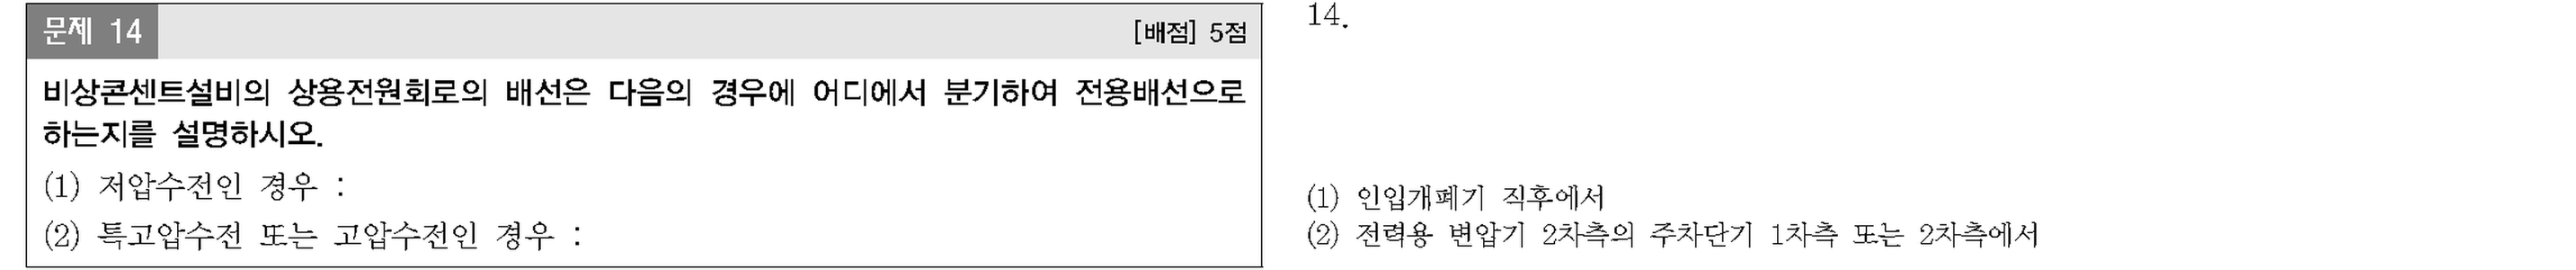 문제 14
[배점] 5점
비상콘센트설비의 상용전원회로의 배선은 다음의 경우에 어디에서 분기하여 전용배선으로
하는지를 설명하시오.
(1) 저압수전인 경우 :
(2) 특고압수전 또는 고압수전인 경우 :
14.
(1) 인입개폐기 직후에서
(2) 전력용 변압기 2차측의 주차단기 1차측 또는 2차측에서